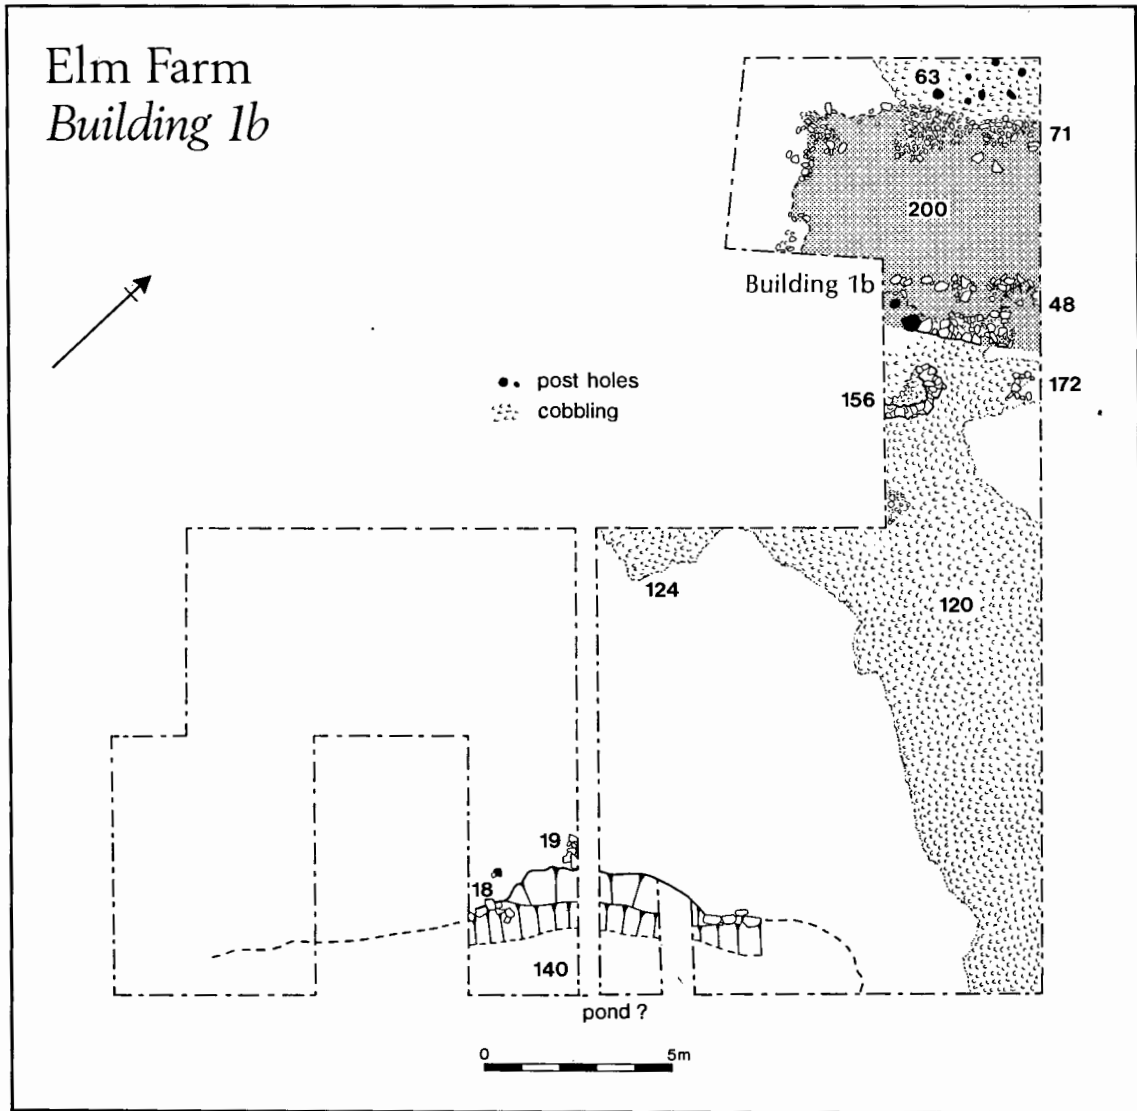 Elm Farm
Building 1b
63
71
200
Building 1b
48
post holes
cobbling
156
172
124
120
19
18
140
pond ?
0 5m